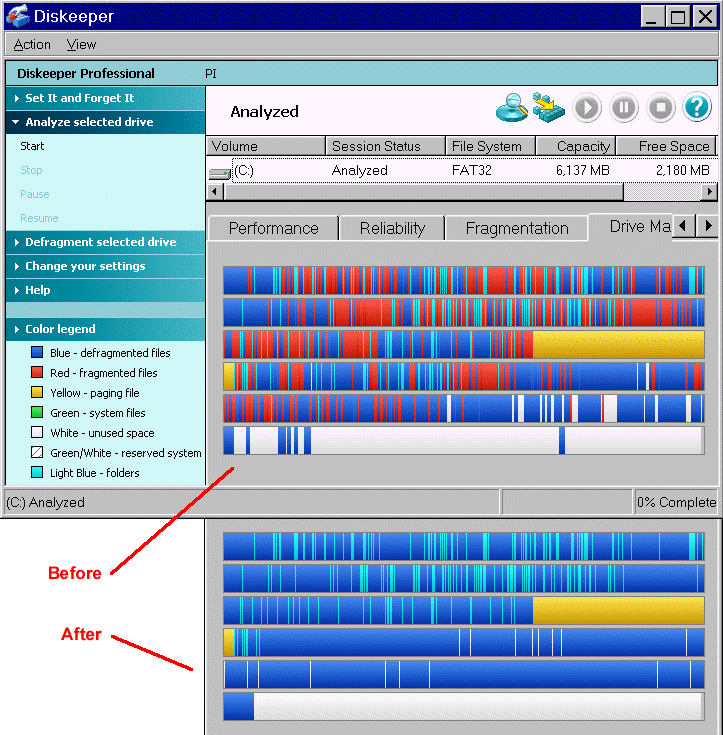 Diskeeper
Action View
Diskeeper Professional PI
Set It and Forget It
Analyze selected drive
Start
Stop
Pause
Resume
Defragment selected drive
Change your settings
Help
Color legend
Blue - defragmented files
Red - fragmented files
Yellow - paging file
Green - system files
White - unused space
Green/White - reserved system
Light Blue - folders
Analyzed
Volume Session Status File System Capacity Free Space
(C:) Analyzed FAT32 6,137 MB 2,180 MB
Performance Reliability Fragmentation Drive Ma
(C:) Analyzed 0% Complete
Before
After